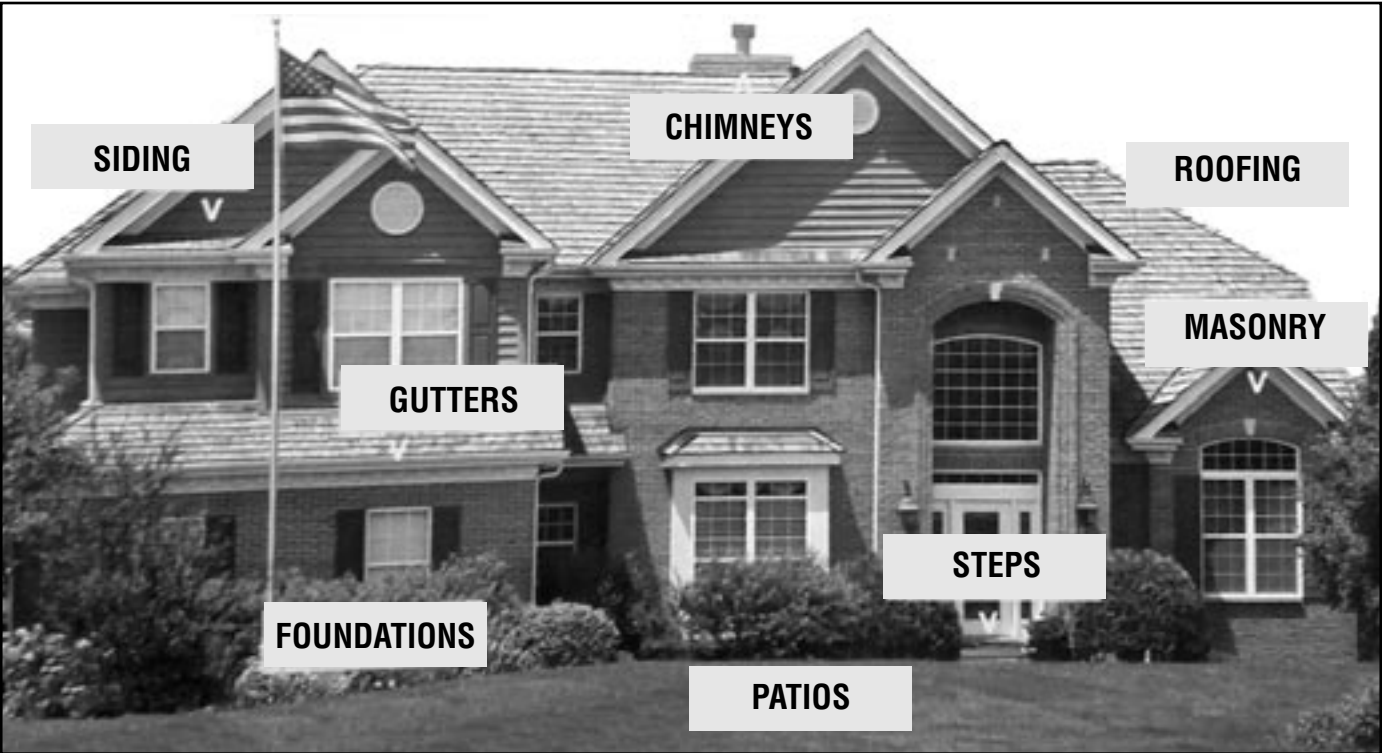 CHIMNEYS
SIDING
ROOFING
MASONRY
GUTTERS
STEPS
FOUNDATIONS
PATIOS